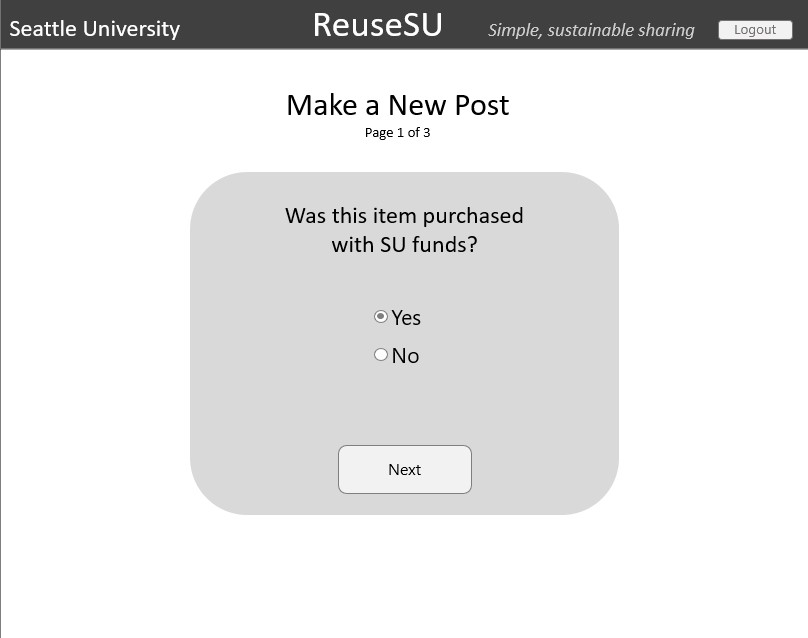 Seattle University
ReuseSU
Simple, sustainable sharing
Logout
Make a New Post
Page 1 of 3
Was this item purchased
with SU funds?
Yes
No
Next